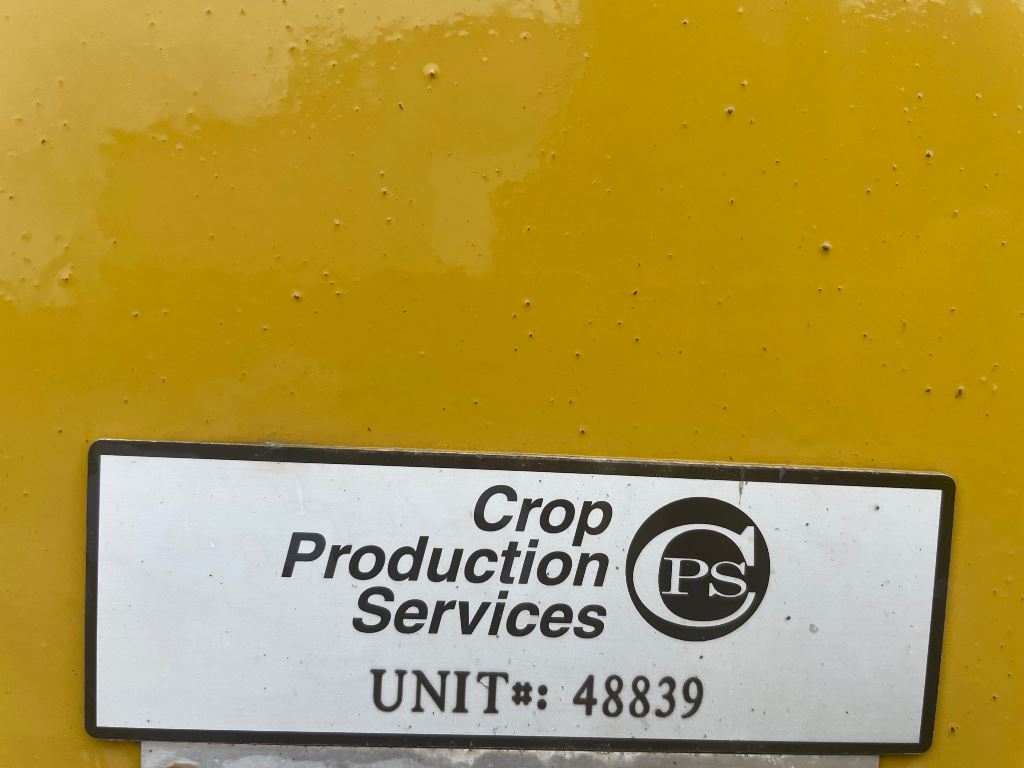 Crop
Production
Services
CPS
UNIT#: 48839